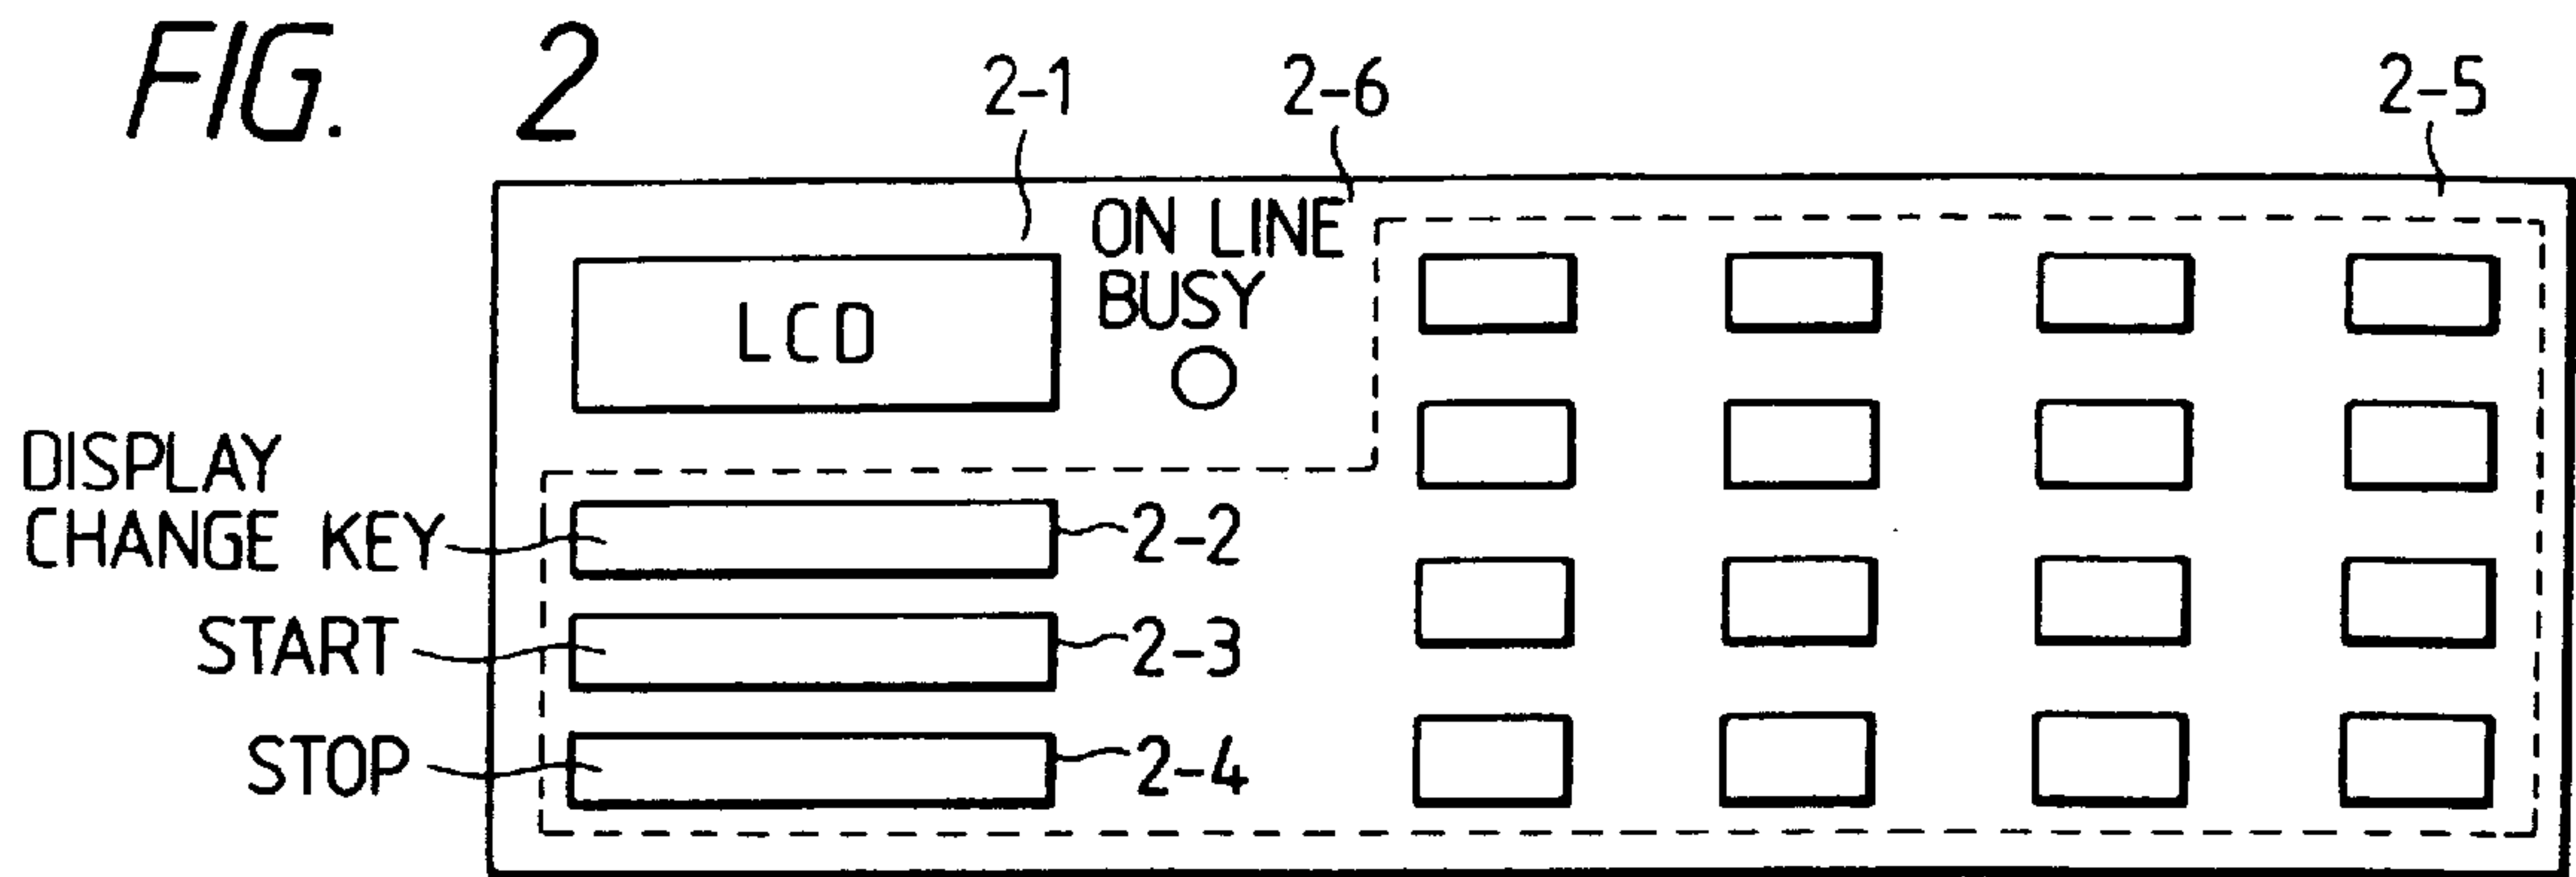 FIG. 2
2-1
2-6
2-5
ON LINE
BUSY
LCD
DISPLAY
CHANGE KEY
2-2
START
2-3
STOP
2-4